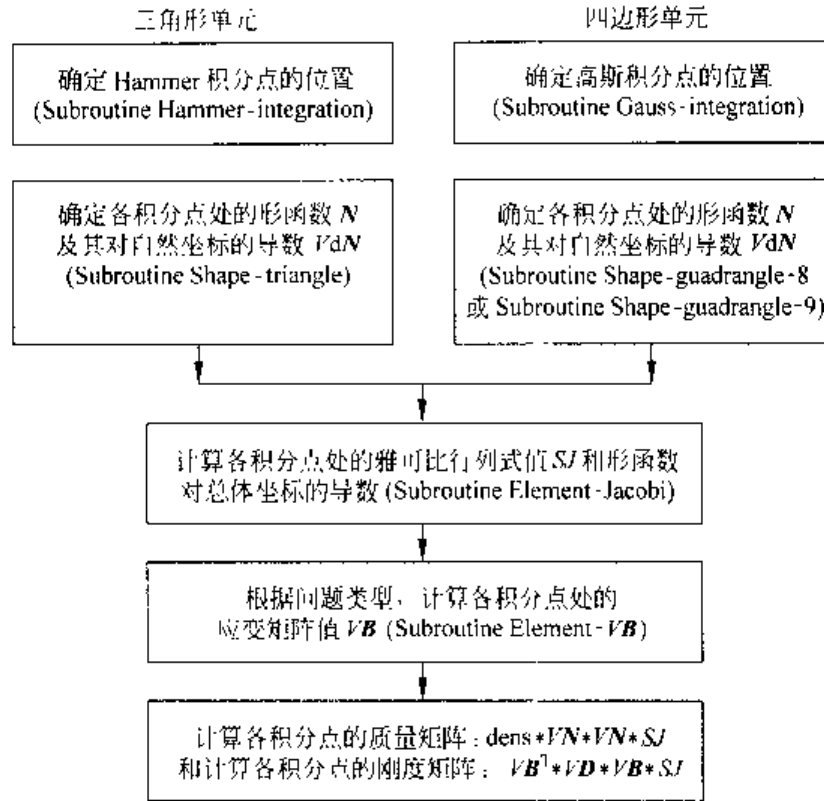 三角形单元
四边形单元
确定 Hammer 积分点的位置
(Subroutine Hammer-integration)
确定高斯积分点的位置
(Subroutine Gauss-integration)
确定各积分点处的形函数 N
及其对自然坐标的导数 VdN
(Subroutine Shape-triangle)
确定各积分点处的形函数 N
及其对自然坐标的导数 VdN
(Subroutine Shape-guadrangle-8
或 Subroutine Shape-guadrangle-9)
计算各积分点处的雅可比行列式值 SJ 和形函数
对总体坐标的导数 (Subroutine Element-Jacobi)
根据问题类型，计算各积分点处的
应变矩阵值 VB (Subroutine Element-VB)
计算各积分点的质量矩阵：dens*VN*VN*SJ
和计算各积分点的刚度矩阵：VBᵀ*VD*VB*SJ